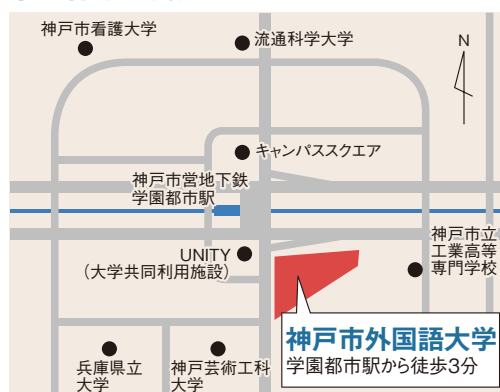 神戸市看護大学
流通科学大学
N
キャンパススクエア
神戸市営地下鉄
学園都市駅
神戸市立
工業高等
専門学校
UNITY
（大学共同利用施設）
神戸市外国語大学
学園都市駅から徒歩3分
兵庫県立
大学
神戸芸術工科
大学